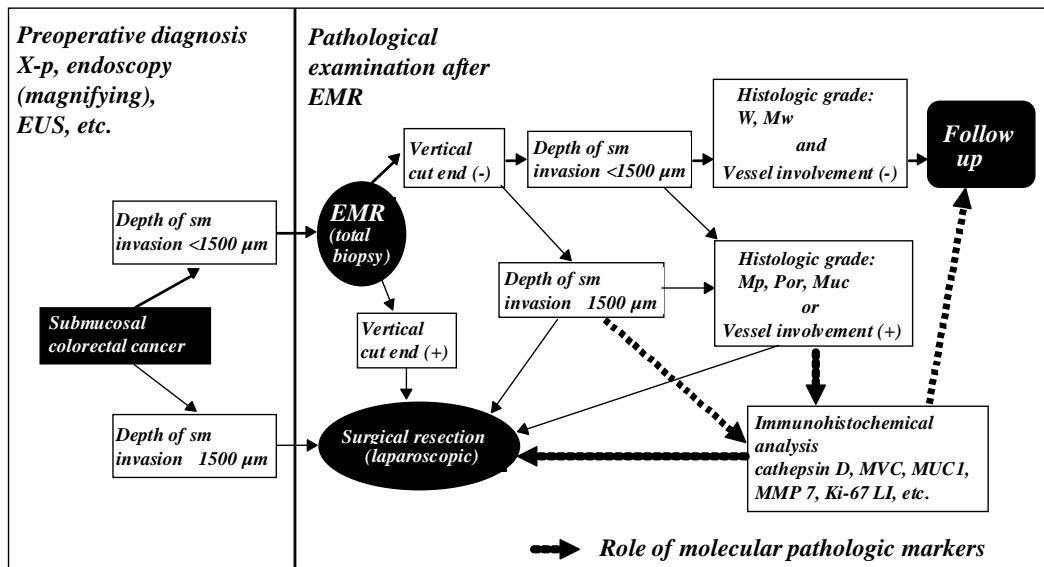 Preoperative diagnosis
X-p, endoscopy
(magnifying),
EUS, etc.
Pathological
examination after
EMR
Submucosal
colorectal cancer
Depth of sm
invasion <1500 µm
Depth of sm
invasion 1500 µm
EMR
(total
biopsy)
Vertical
cut end (-)
Vertical
cut end (+)
Depth of sm
invasion <1500 µm
Depth of sm
invasion 1500 µm
Histologic grade:
W, Mw
and
Vessel involvement (-)
Histologic grade:
Mp, Por, Muc
or
Vessel involvement (+)
Follow
up
Surgical resection
(laparoscopic)
Immunohistochemical
analysis
cathepsin D, MVC, MUC1,
MMP 7, Ki-67 LI, etc.
Role of molecular pathologic markers